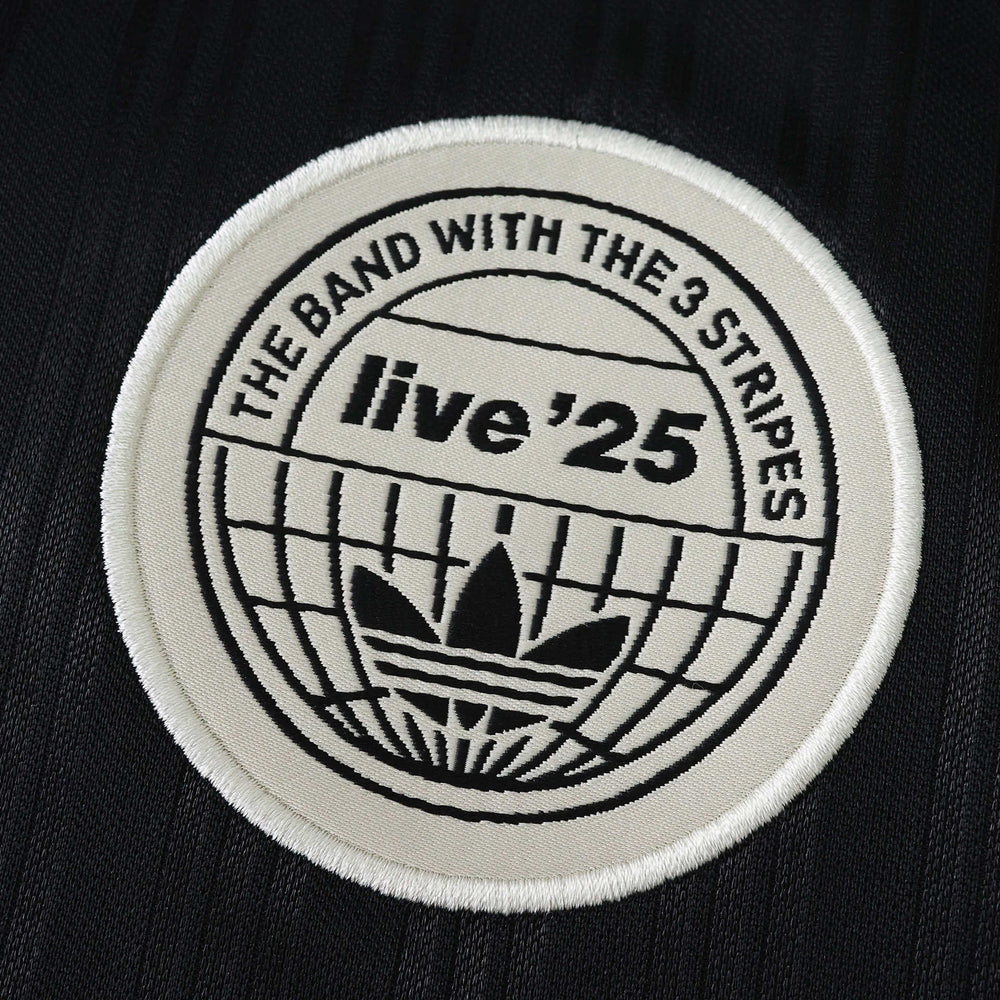 THE BAND WITH THE 3 STRIPES
live ’25